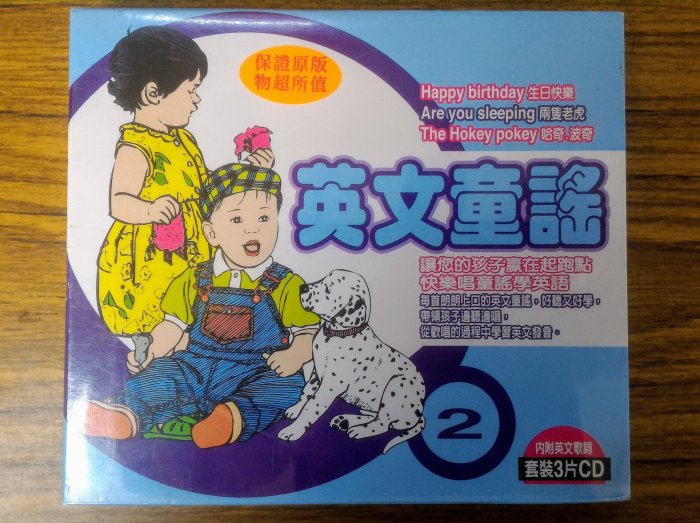 保證原版
物超所值
Happy birthday 生日快樂
Are you sleeping 兩隻老虎
The Hokey pokey 哈奇.波奇
英文童謠
讓您的孩子贏在起跑點
快樂唱童謠學英語
每首朗朗上口的英文童謠，好聽又好學，
帶領孩子邊聽邊唱，
從歡唱的過程中學習英文發音。
2
內附英文歌詞
套裝3片CD